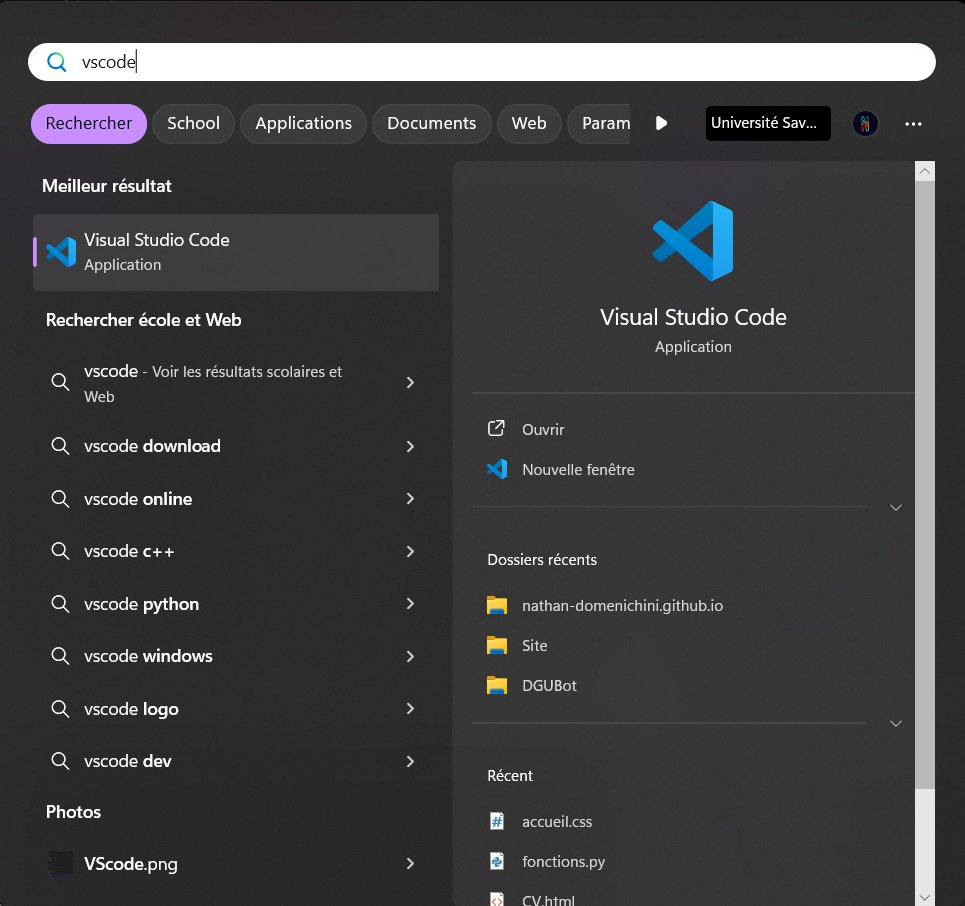 vscode
Rechercher
School
Applications
Documents
Web
Param
Université Sav...
Meilleur résultat
Visual Studio Code
Application
Rechercher école et Web
vscode - Voir les résultats scolaires et
Web
vscode download
vscode online
vscode c++
vscode python
vscode windows
vscode logo
vscode dev
Photos
VScode.png
Visual Studio Code
Application
Ouvrir
Nouvelle fenêtre
Dossiers récents
nathan-domenichini.github.io
Site
DGUBot
Récent
accueil.css
fonctions.py
CV.html